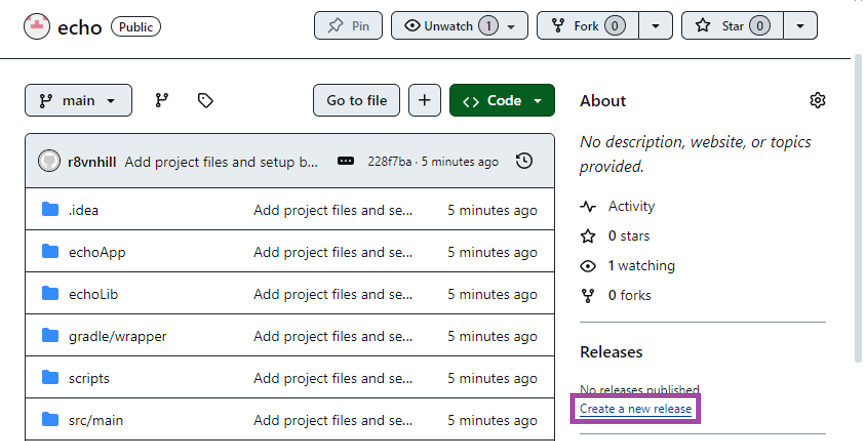 echo Public Pin Unwatch 1 Fork 0 Star 0
main Go to file + Code
r8vnhill Add project files and setup b... 228f7ba · 5 minutes ago
.idea Add project files and se... 5 minutes ago
echoApp Add project files and se... 5 minutes ago
echoLib Add project files and se... 5 minutes ago
gradle/wrapper Add project files and se... 5 minutes ago
scripts Add project files and se... 5 minutes ago
src/main Add project files and se... 5 minutes ago
About
No description, website, or topics
provided.
Activity
0 stars
1 watching
0 forks
Releases
No releases published
Create a new release